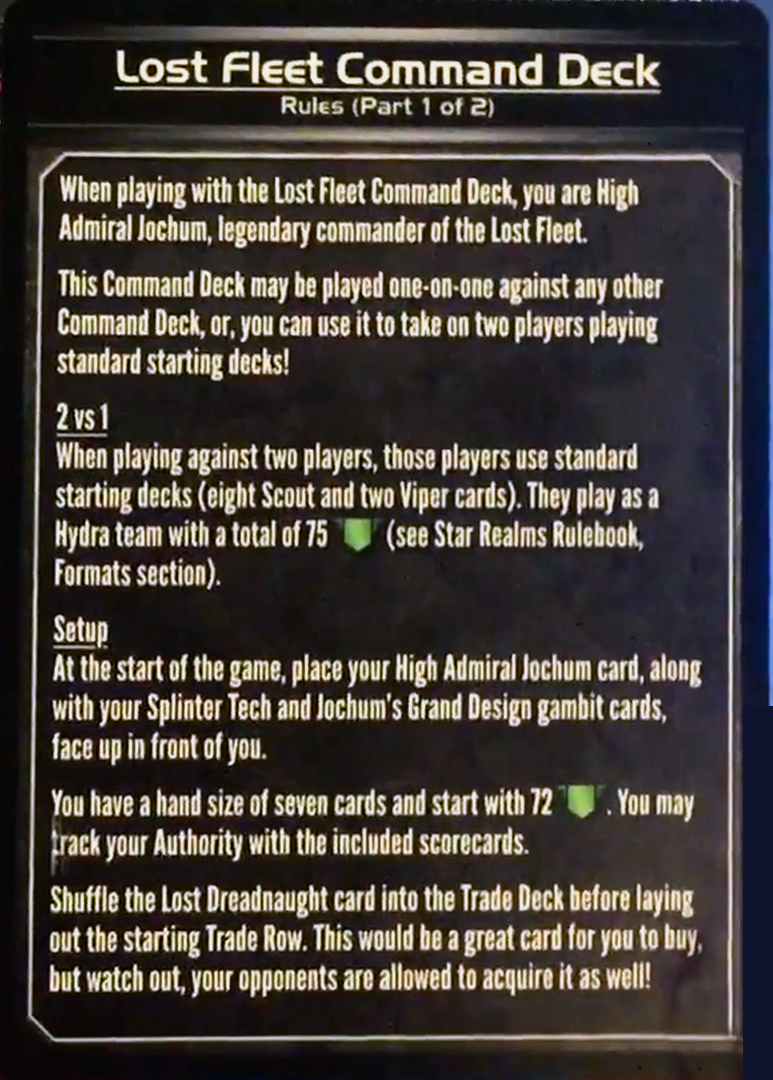 Lost Fleet Command Deck
Rules (Part 1 of 2)
When playing with the Lost Fleet Command Deck, you are High
Admiral Jochum, legendary commander of the Lost Fleet.
This Command Deck may be played one-on-one against any other
Command Deck, or, you can use it to take on two players playing
standard starting decks!
2 vs 1
When playing against two players, those players use standard
starting decks (eight Scout and two Viper cards). They play as a
Hydra team with a total of 75 (see Star Realms Rulebook,
Formats section).
Setup
At the start of the game, place your High Admiral Jochum card, along
with your Splinter Tech and Jochum's Grand Design gambit cards,
face up in front of you.
You have a hand size of seven cards and start with 72 . You may
track your Authority with the included scorecards.
Shuffle the Lost Dreadnaught card into the Trade Deck before laying
out the starting Trade Row. This would be a great card for you to buy,
but watch out, your opponents are allowed to acquire it as well!